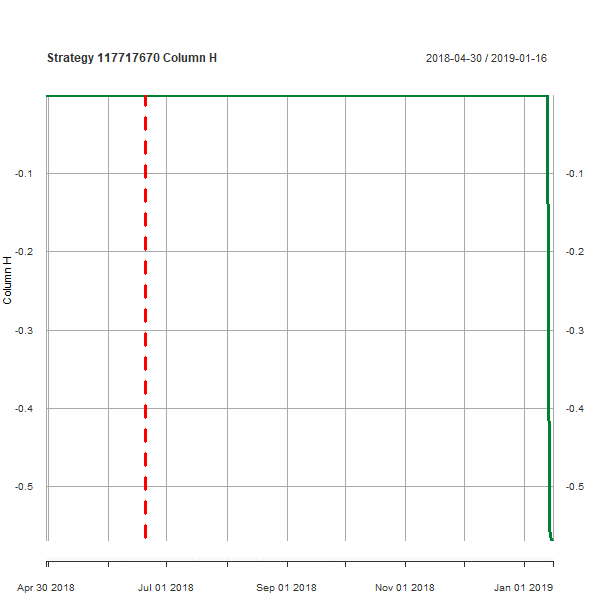 Strategy 117717670 Column H
2018-04-30 / 2019-01-16
-0.1
-0.1
-0.2
-0.2
Column H
-0.3
-0.3
-0.4
-0.4
-0.5
-0.5
Apr 30 2018
Jul 01 2018
Sep 01 2018
Nov 01 2018
Jan 01 2019